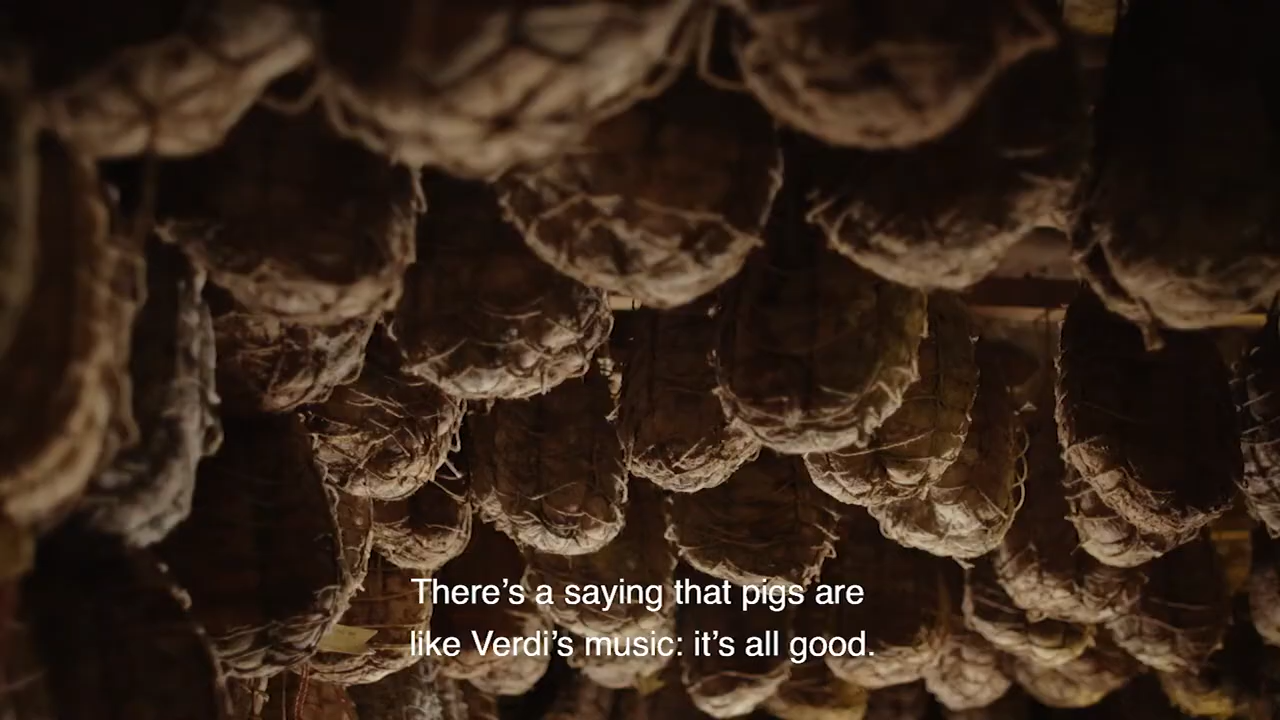 There’s a saying that pigs are
like Verdi’s music: it’s all good.